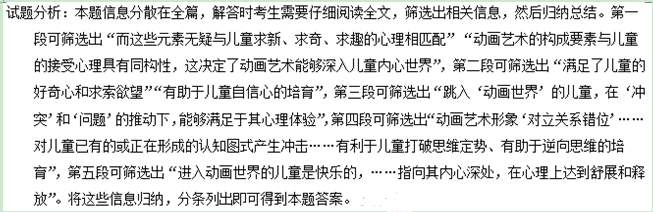 试题分析：本题信息分散在全篇，解答时考生需要仔细阅读全文，筛选出相关信息，然后归纳总结。第一
段可筛选出“而这些元素无疑与儿童求新、求奇、求趣的心理相匹配”“动画艺术的构成要素与儿童
的接受心理具有同构性，这决定了动画艺术能够深入儿童内心世界”，第二段可筛选出“满足了儿童的
好奇心和求索欲望”“有助于儿童自信心的培育”，第三段可筛选出“跳入‘动画世界’的儿童，在‘冲
突’和‘问题’的推动下，能够满足于其心理体验”，第四段可筛选出“动画艺术形象‘对立关系错位’……
对儿童已有的或正在形成的认知图式产生冲击……有利于儿童打破思维定势、有助于逆向思维的培
育”，第五段可筛选出“进入动画世界的儿童是快乐的，……指向其内心深处，在心理上达到舒展和释
放”。将这些信息归纳，分条列出即可得到本题答案。